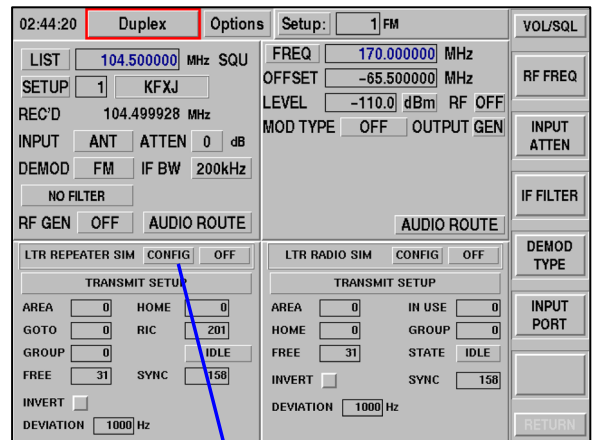 02:44:20 Duplex Options Setup: 1 FM VOL/SQL
LIST 104.500000 MHz SQU
SETUP 1 KFXJ
REC'D 104.499928 MHz
INPUT ANT ATTEN 0 dB
DEMOD FM IF BW 200kHz
NO FILTER
RF GEN OFF AUDIO ROUTE
FREQ 170.000000 MHz
OFFSET -65.500000 MHz
LEVEL -110.0 dBm RF OFF
MOD TYPE OFF OUTPUT GEN
AUDIO ROUTE
LTR REPEATER SIM CONFIG OFF
TRANSMIT SETUP
AREA 0 HOME 0
GOTO 0 RIC 201
GROUP 0 IDLE
FREE 31 SYNC 158
INVERT
DEVIATION 1000 Hz
LTR RADIO SIM CONFIG OFF
TRANSMIT SETUP
AREA 0 IN USE 0
HOME 0 GROUP 0
FREE 31 STATE IDLE
INVERT SYNC 158
DEVIATION 1000 Hz
RF FREQ
INPUT
ATTEN
IF FILTER
DEMOD
TYPE
INPUT
PORT
RETURN